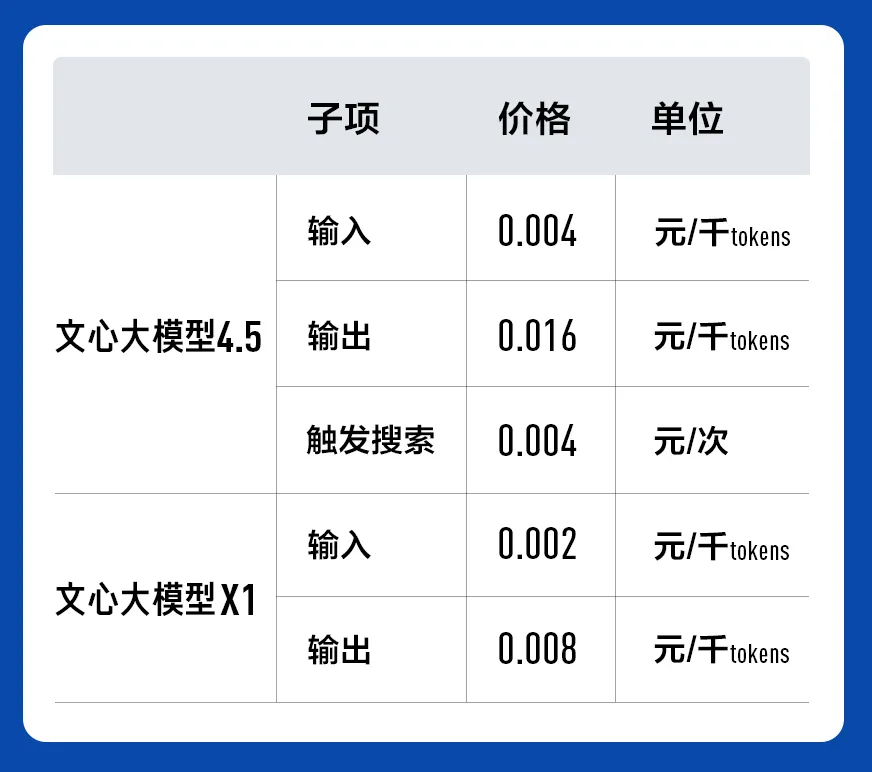 子项 价格 单位
输入 0.004 元/千tokens
文心大模型4.5 输出 0.016 元/千tokens
触发搜索 0.004 元/次
输入 0.002 元/千tokens
文心大模型X1
输出 0.008 元/千tokens